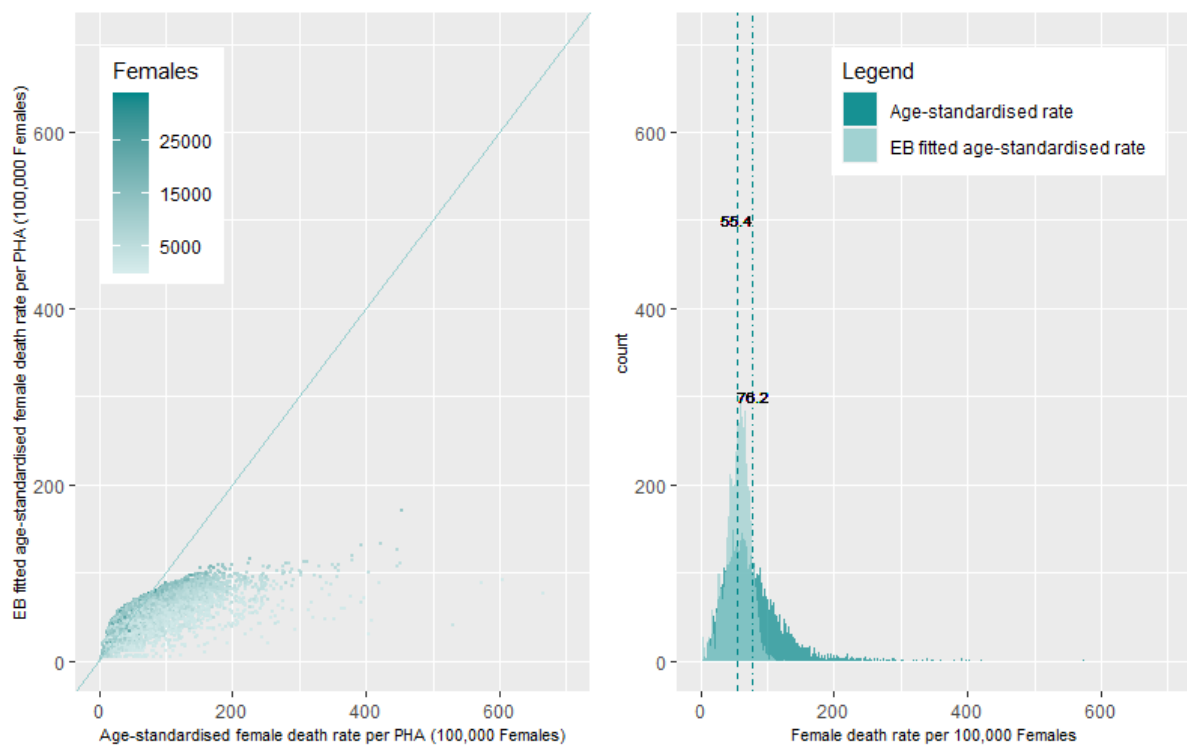 EB fitted age-standardised female death rate per PHA (100,000 Females)
600
400
200
0
Females
25000
15000
5000
0
200
400
600
Age-standardised female death rate per PHA (100,000 Females)
count
600
400
200
0
Legend
Age-standardised rate
EB fitted age-standardised rate
55.4
76.2
0
200
400
600
Female death rate per 100,000 Females